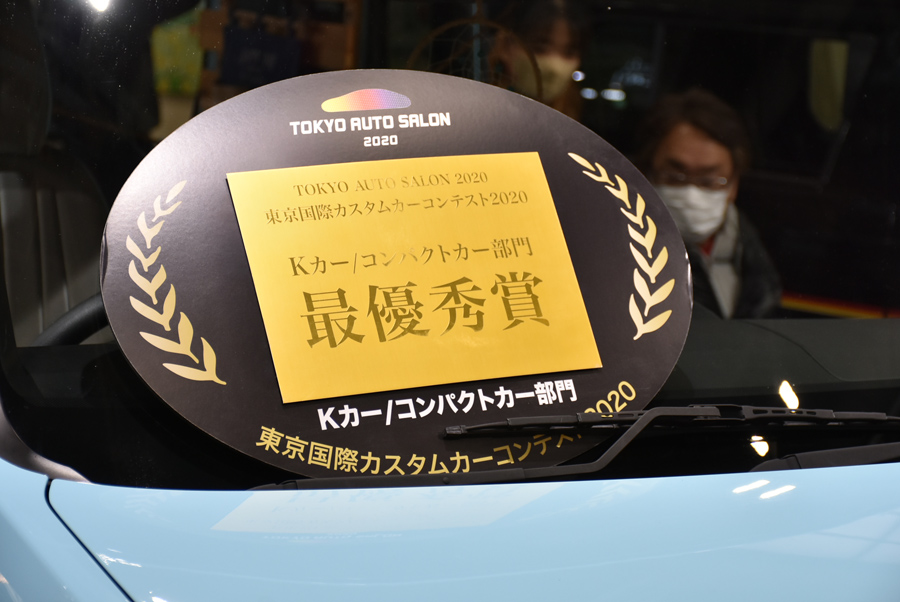 TOKYO AUTO SALON
2020
TOKYO AUTO SALON 2020
東京国際カスタムカーコンテスト2020
Kカー/コンパクトカー部門
最優秀賞
Kカー/コンパクトカー部門
東京国際カスタムカーコンテスト2020